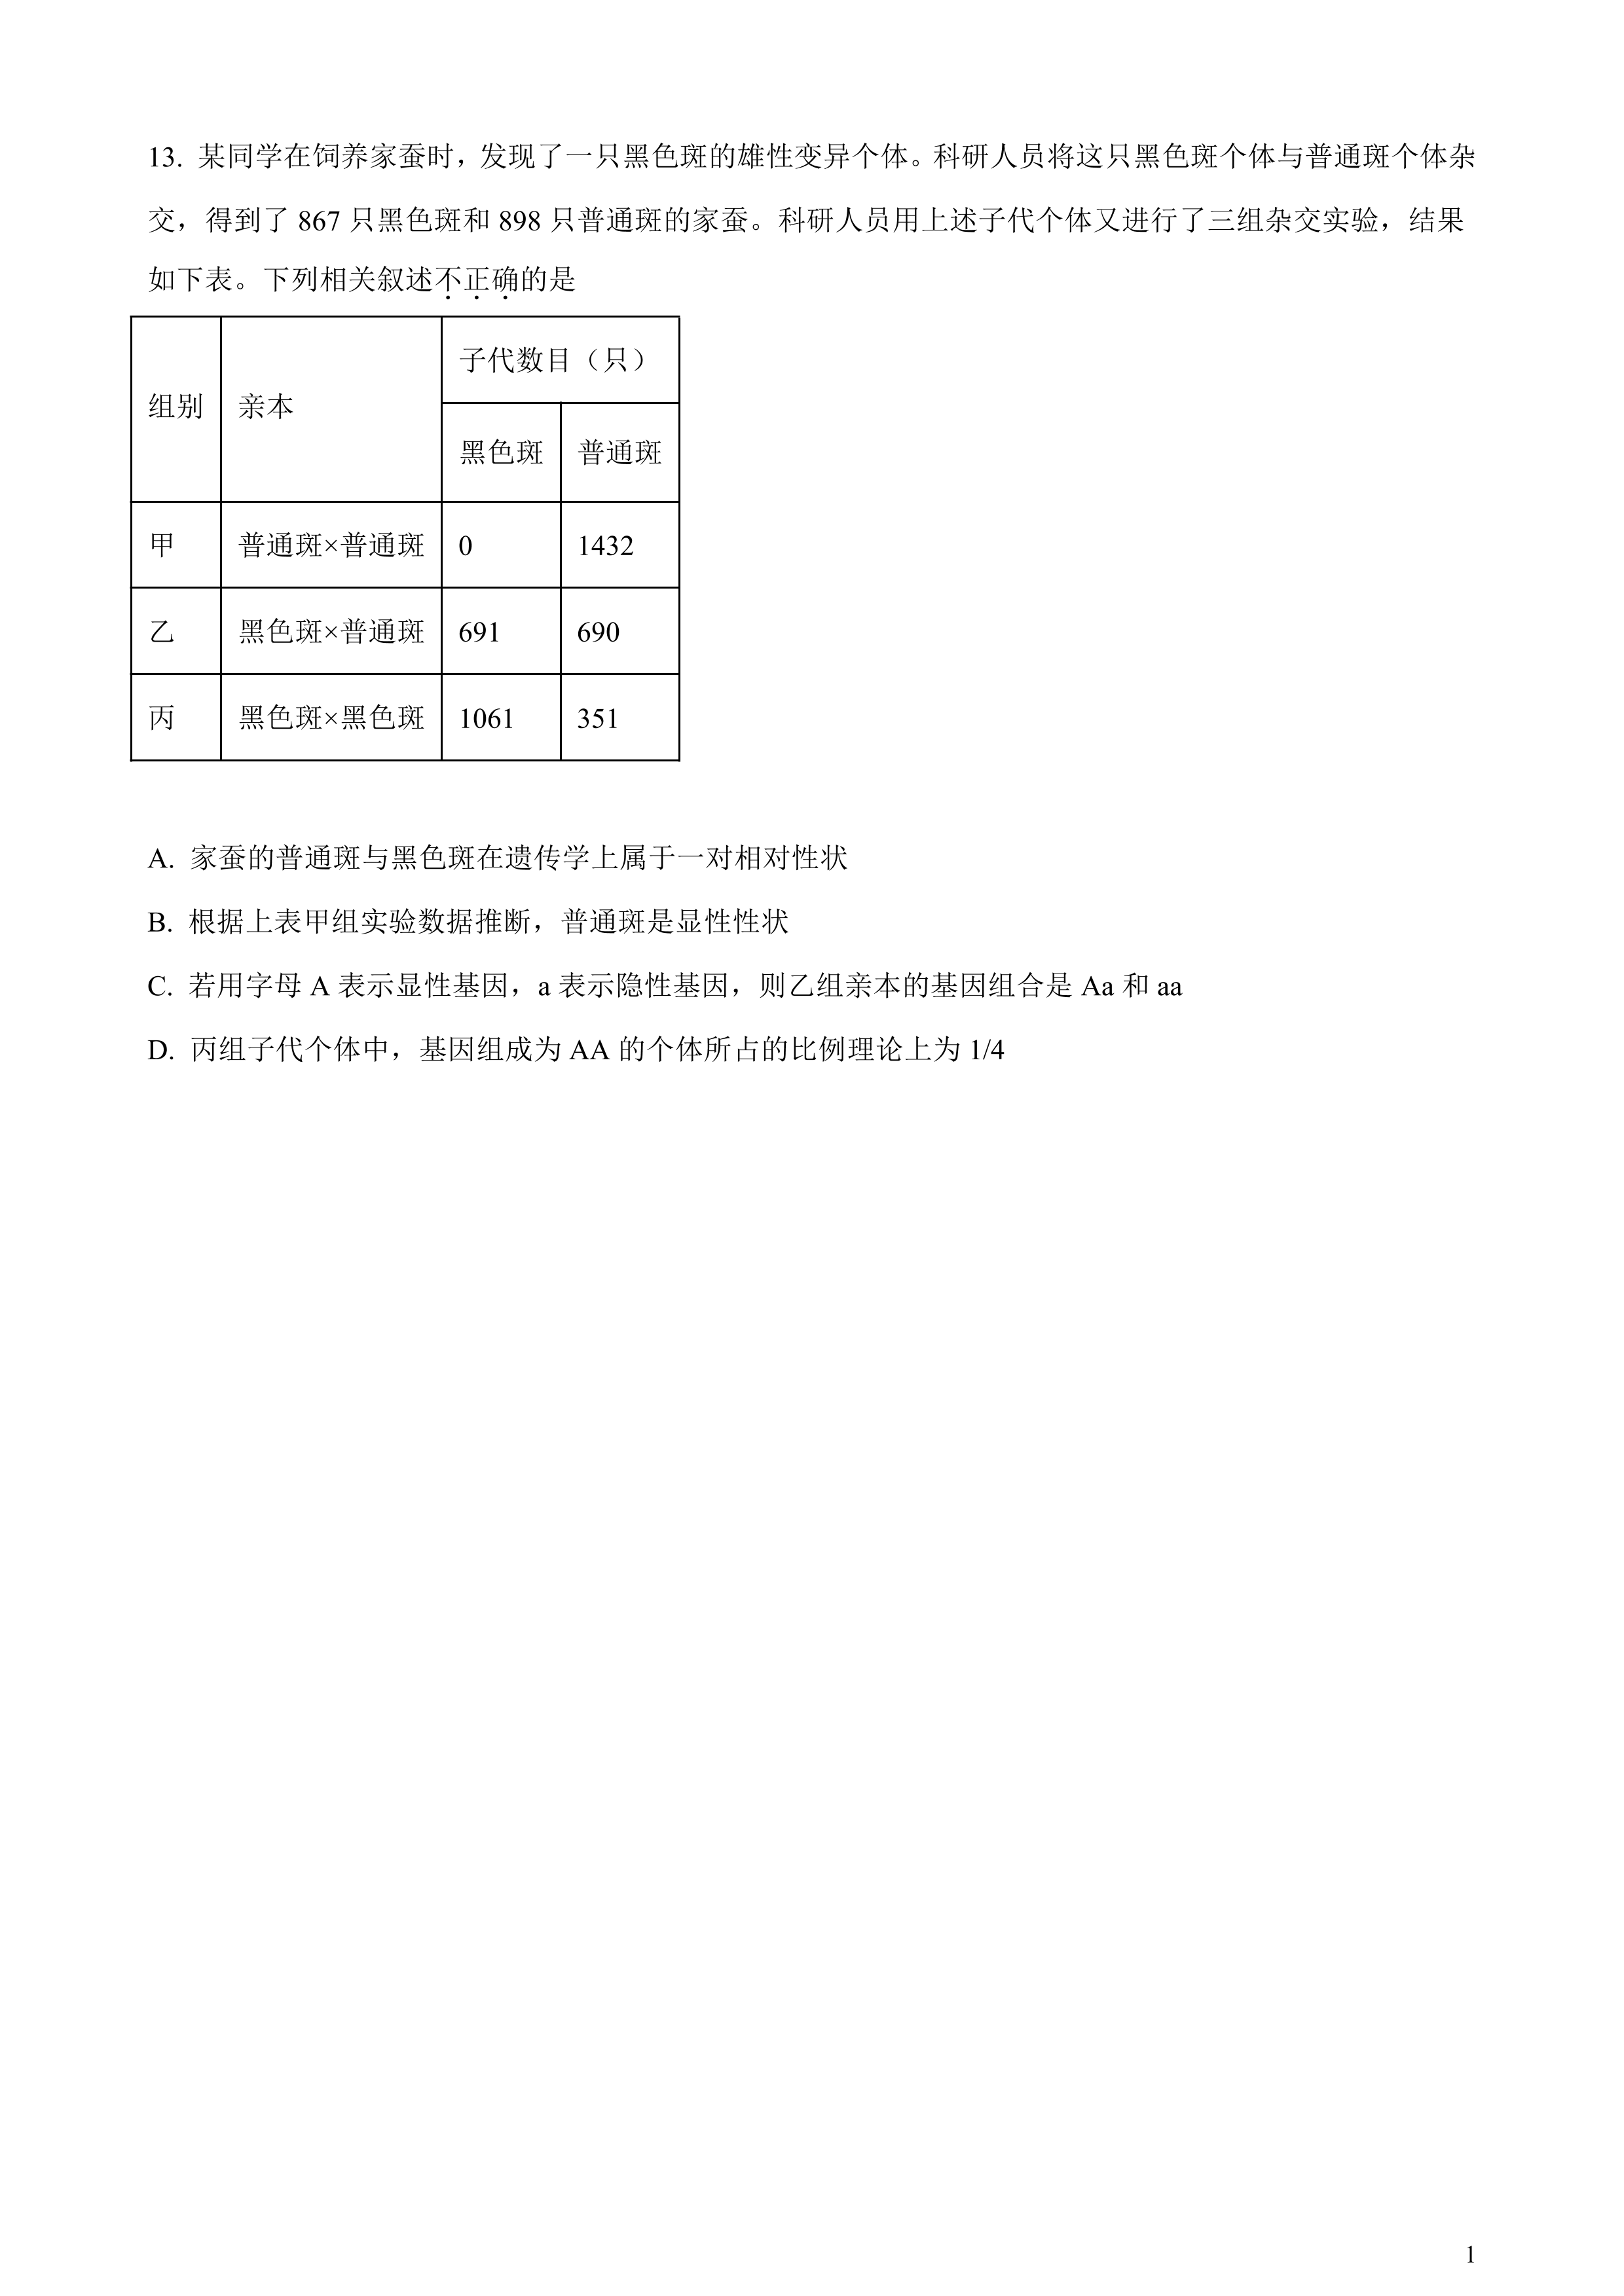 13. 某同学在饲养家蚕时，发现了一只黑色斑的雄性变异个体。科研人员将这只黑色斑个体与普通斑个体杂
交，得到了 867 只黑色斑和 898 只普通斑的家蚕。科研人员用上述子代个体又进行了三组杂交实验，结果
如下表。下列相关叙述不正确的是
组别 亲本 子代数目（只）
黑色斑 普通斑
甲 普通斑×普通斑 0 1432
乙 黑色斑×普通斑 691 690
丙 黑色斑×黑色斑 1061 351
A. 家蚕的普通斑与黑色斑在遗传学上属于一对相对性状
B. 根据上表甲组实验数据推断，普通斑是显性性状
C. 若用字母 A 表示显性基因，a 表示隐性基因，则乙组亲本的基因组合是 Aa 和 aa
D. 丙组子代个体中，基因组成为 AA 的个体所占的比例理论上为 1/4
1